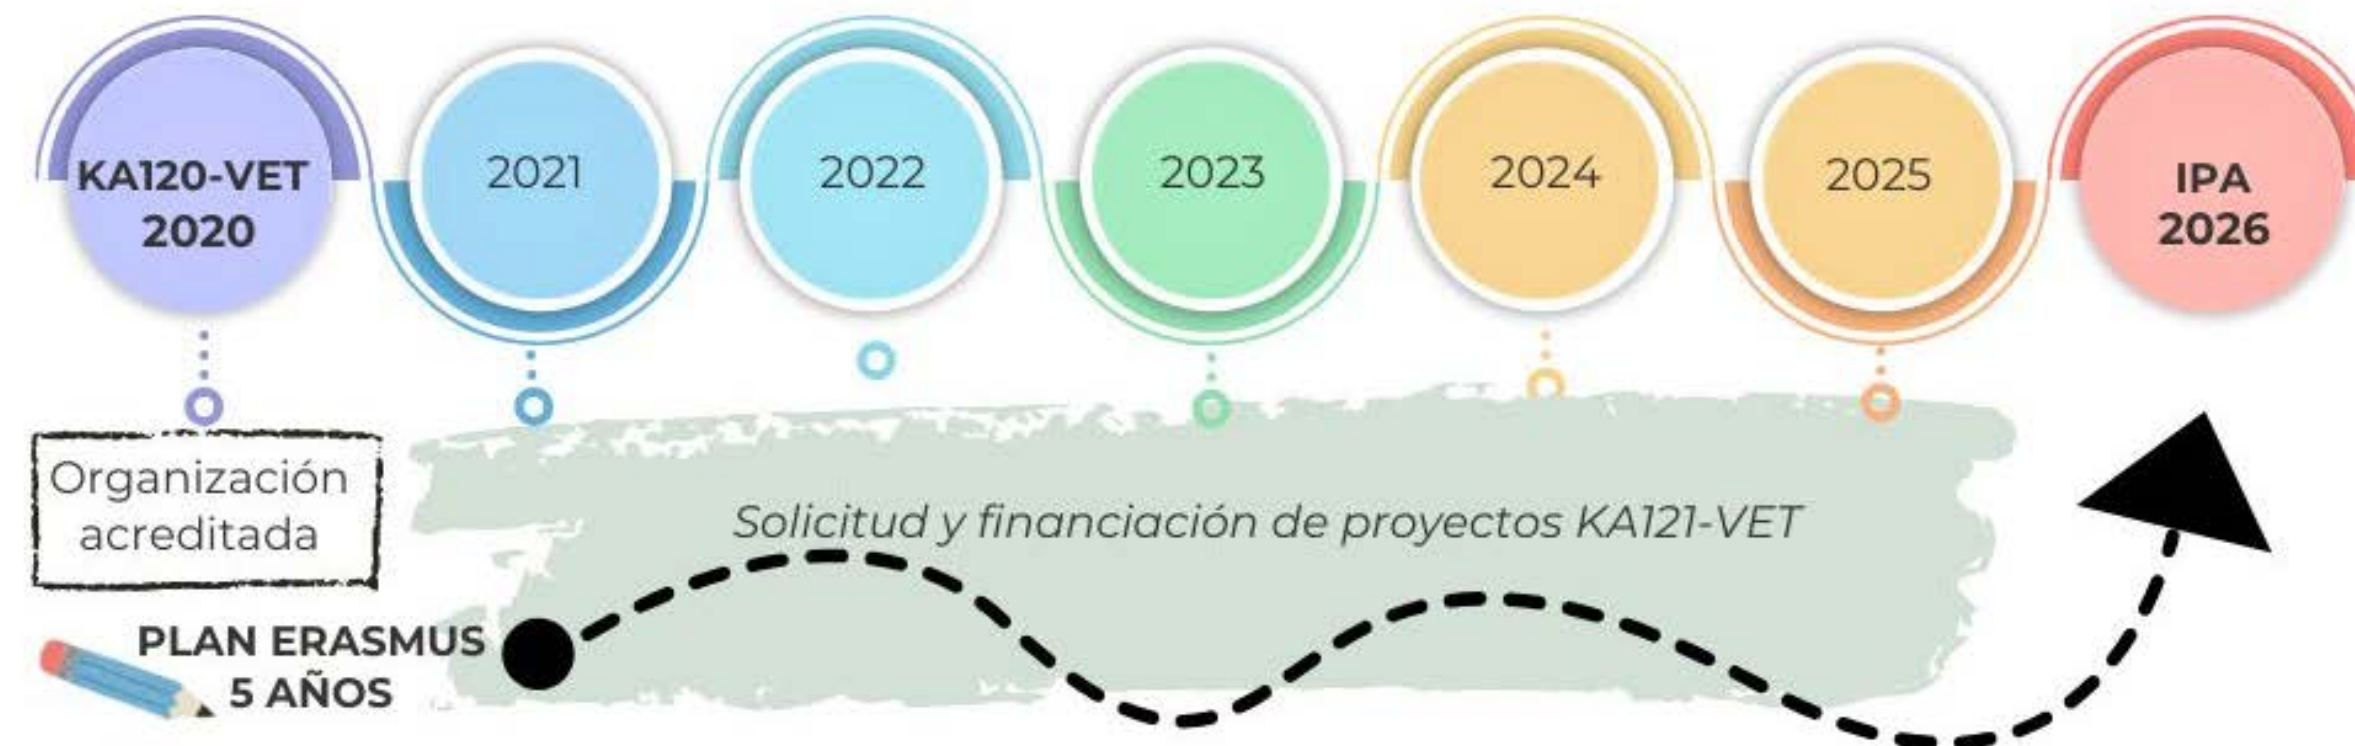 KA120-VET
2020
2021
2022
2023
2024
2025
IPA
2026
Organización
acreditada
Solicitud y financiación de proyectos KA121-VET
PLAN ERASMUS
5 AÑOS